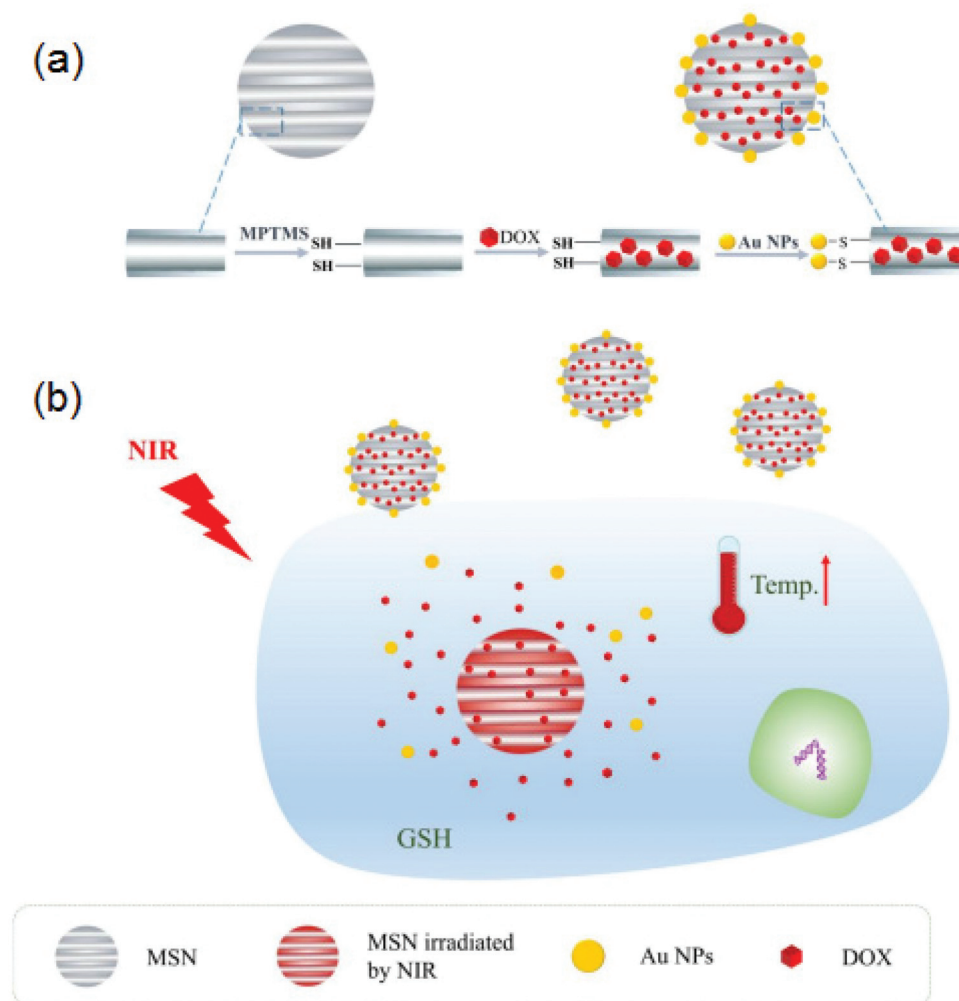 (a)
MPTMS
SH
SH
DOX
SH
SH
Au NPs
S
S
(b)
NIR
Temp.
GSH
MSN
MSN irradiated
by NIR
Au NPs
DOX